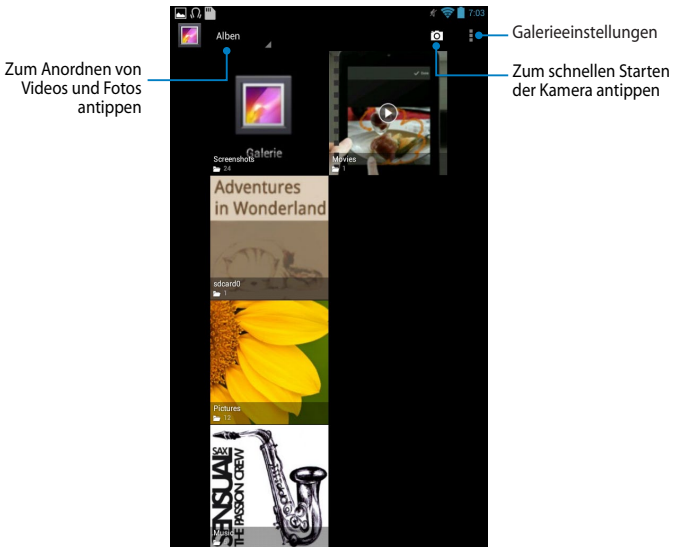 7:03
Alben
Galerieeinstellungen
Zum schnellen Starten
der Kamera antippen
Zum Anordnen von
Videos und Fotos
antippen
Galerie
Screenshots
24
Movies
1
Adventures
in Wonderland
sdcard0
1
Pictures
12
SENSUAL
SAX
THE PASSION CREW
Music